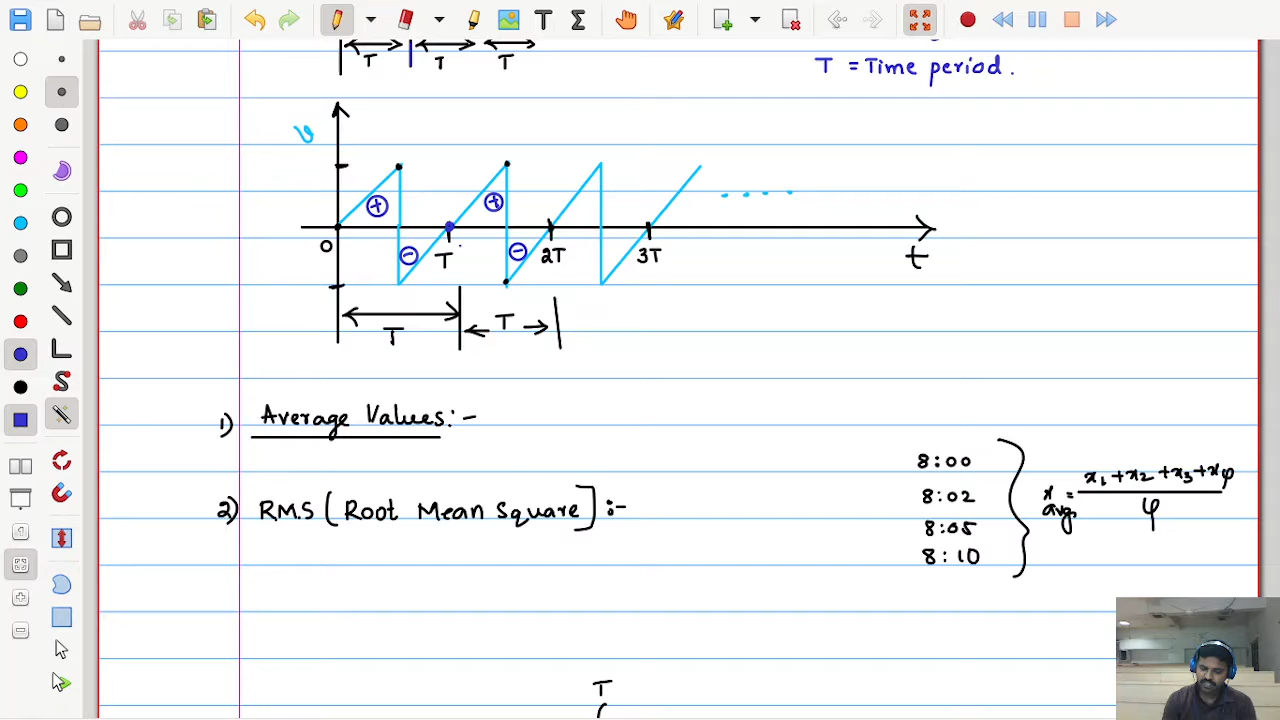 T T T
T = Time period.
v
+ +
0 - T - 2T 3T t
T T
1) Average Values:-
8:00
x avg. = x1 + x2 + x3 + x4 / 4
8:02
2) R.M.S [Root Mean Square] :-
8:05
8:10
T